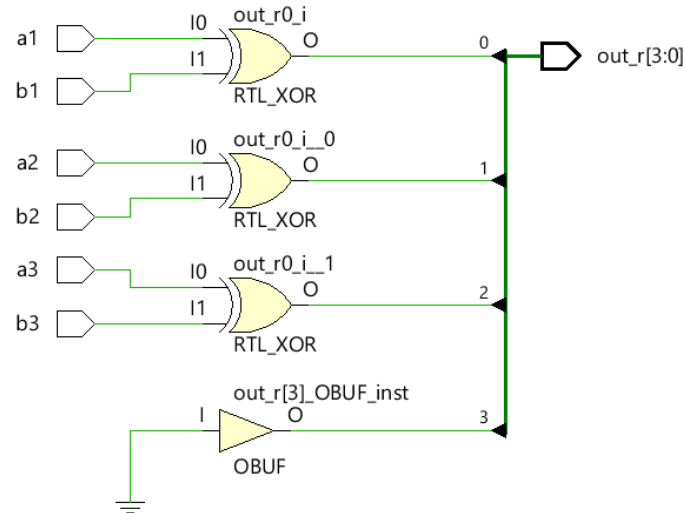 out_r0_i
a1
I0
O
0
out_r[3:0]
b1
I1
RTL_XOR
out_r0_i__0
a2
I0
O
1
b2
I1
RTL_XOR
out_r0_i__1
a3
I0
O
2
b3
I1
RTL_XOR
out_r[3]_OBUF_inst
I
O
3
OBUF